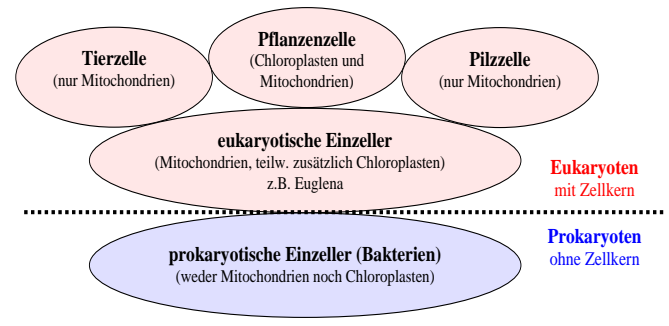 Pflanzenzelle
(Chloroplasten und
Mitochondrien)
Tierzelle
(nur Mitochondrien)
Pilzzelle
(nur Mitochondrien)
eukaryotische Einzeller
(Mitochondrien, teilw. zusätzlich Chloroplasten)
z.B. Euglena
Eukaryoten
mit Zellkern
Prokaryoten
ohne Zellkern
prokaryotische Einzeller (Bakterien)
(weder Mitochondrien noch Chloroplasten)